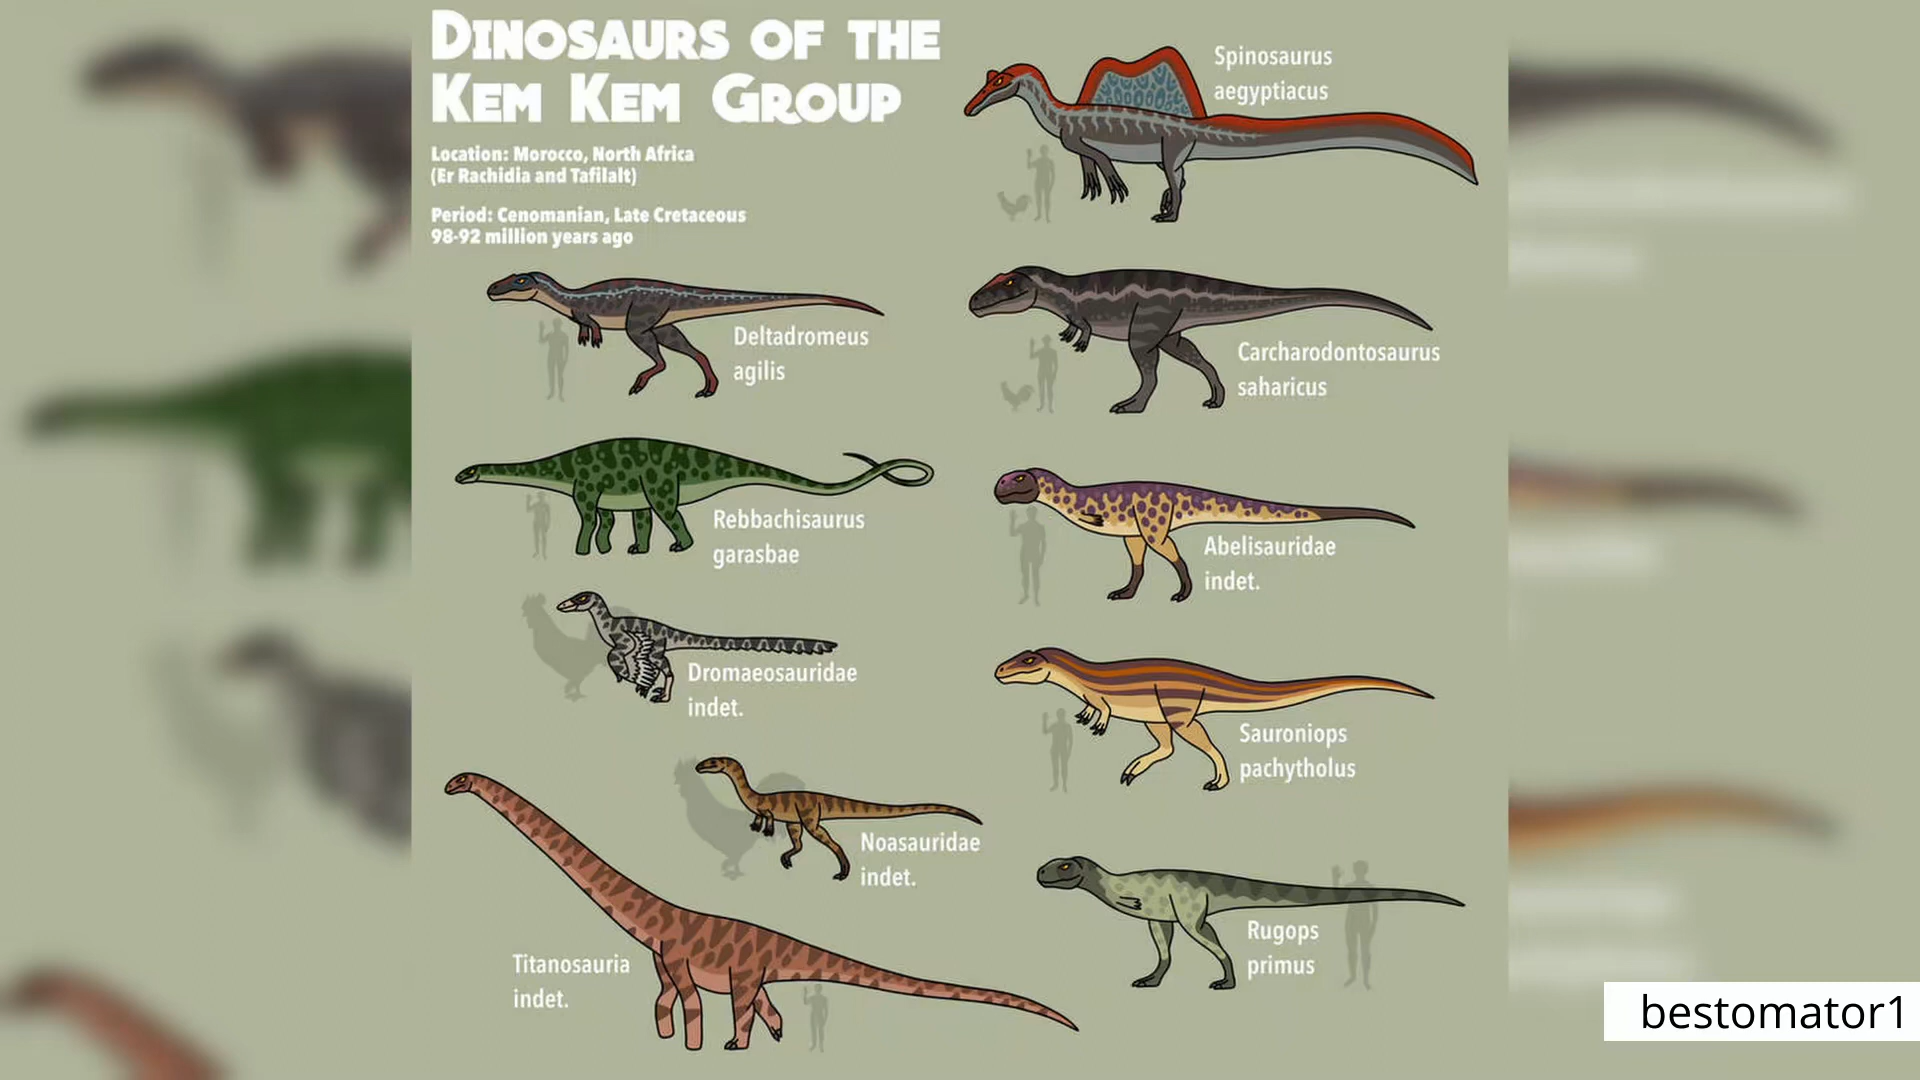 DINOSAURS OF THE
KEM KEM GROUP
Location: Morocco, North Africa
(Er Rachidia and Tafilalt)
Period: Cenomanian, Late Cretaceous
98-92 million years ago
Spinosaurus
aegyptiacus
Deltadromeus
agilis
Carcharodontosaurus
saharicus
Rebbachisaurus
garasbae
Abelisauridae
indet.
Dromaeosauridae
indet.
Sauroniops
pachytholus
Noasauridae
indet.
Rugops
primus
Titanosauria
indet.
bestomator1